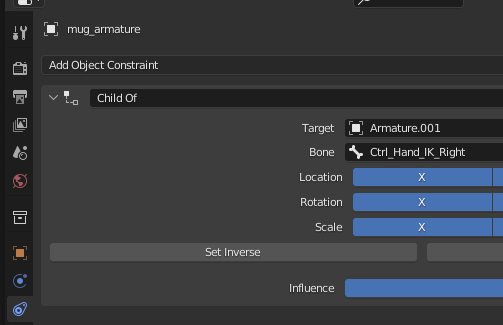 mug_armature
Add Object Constraint
Child Of
Target Armature.001
Bone Ctrl_Hand_IK_Right
Location X
Rotation X
Scale X
Set Inverse
Influence